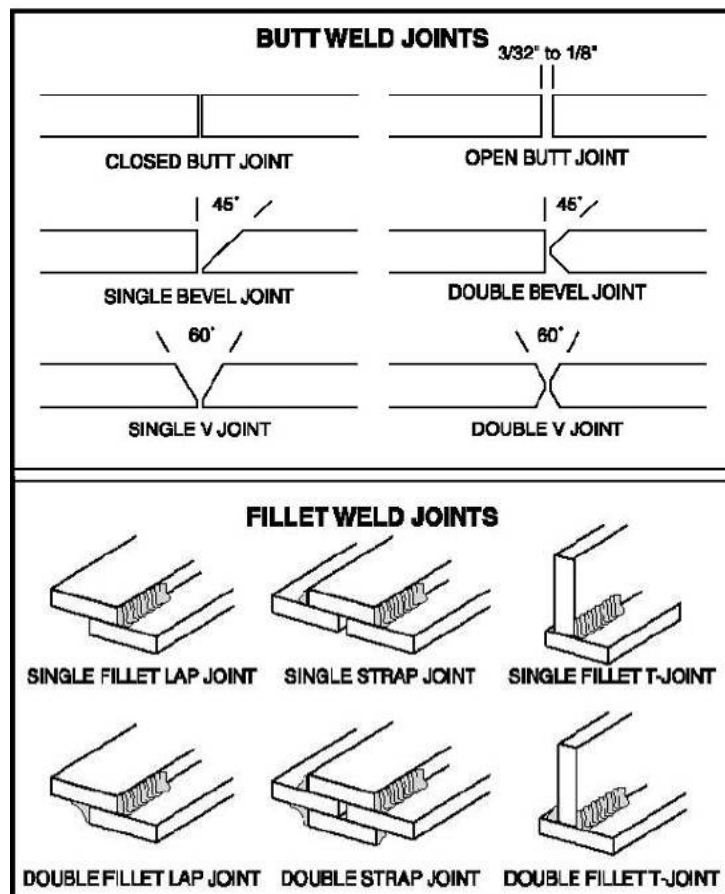 BUTT WELD JOINTS
3/32" to 1/8"
CLOSED BUTT JOINT
OPEN BUTT JOINT
45°
45°
SINGLE BEVEL JOINT
DOUBLE BEVEL JOINT
60°
60°
SINGLE V JOINT
DOUBLE V JOINT
FILLET WELD JOINTS
SINGLE FILLET LAP JOINT
SINGLE STRAP JOINT
SINGLE FILLET T-JOINT
DOUBLE FILLET LAP JOINT
DOUBLE STRAP JOINT
DOUBLE FILLET T-JOINT